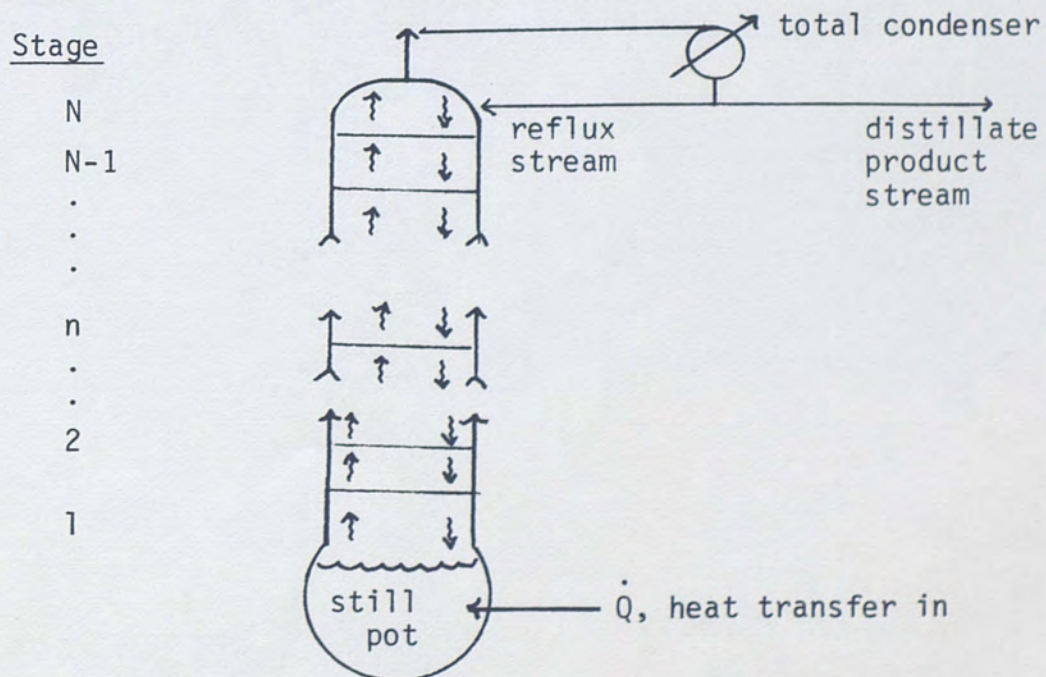 Stage
total condenser
N
reflux
stream
distillate
product
stream
N-1
.
.
.
n
.
.
2
1
still
pot
Q̇, heat transfer in